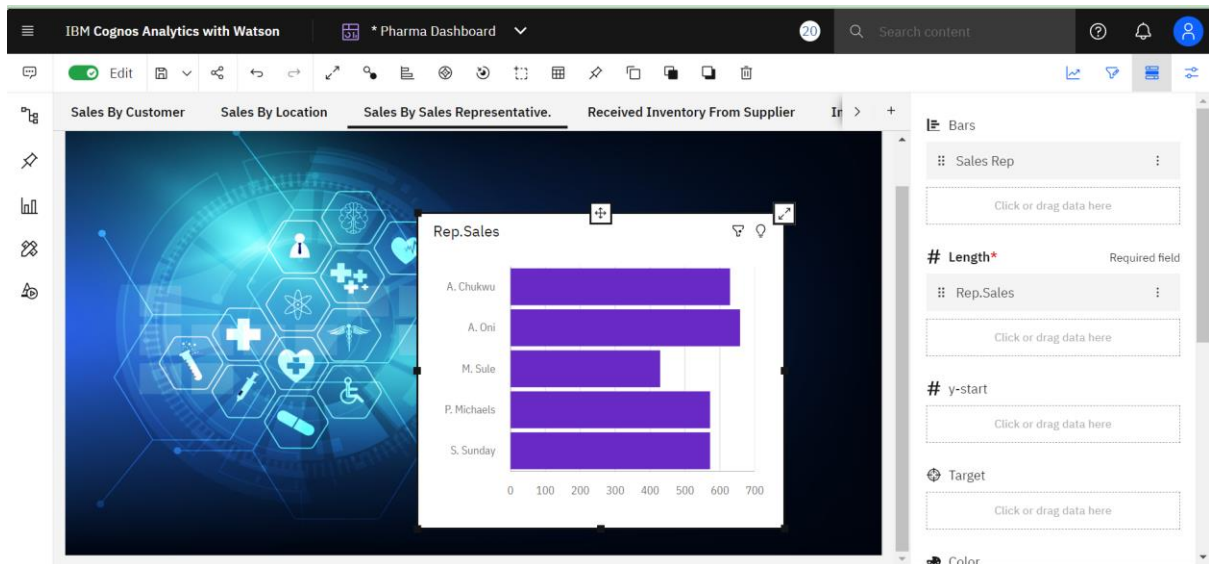 IBM Cognos Analytics with Watson
* Pharma Dashboard
20
Search content
Edit
Sales By Customer
Sales By Location
Sales By Sales Representative.
Received Inventory From Supplier
Rep.Sales
A. Chukwu
A. Oni
M. Sule
P. Michaels
S. Sunday
0 100 200 300 400 500 600 700
Bars
Sales Rep
Click or drag data here
# Length* Required field
Rep.Sales
Click or drag data here
# y-start
Click or drag data here
Target
Click or drag data here
Color